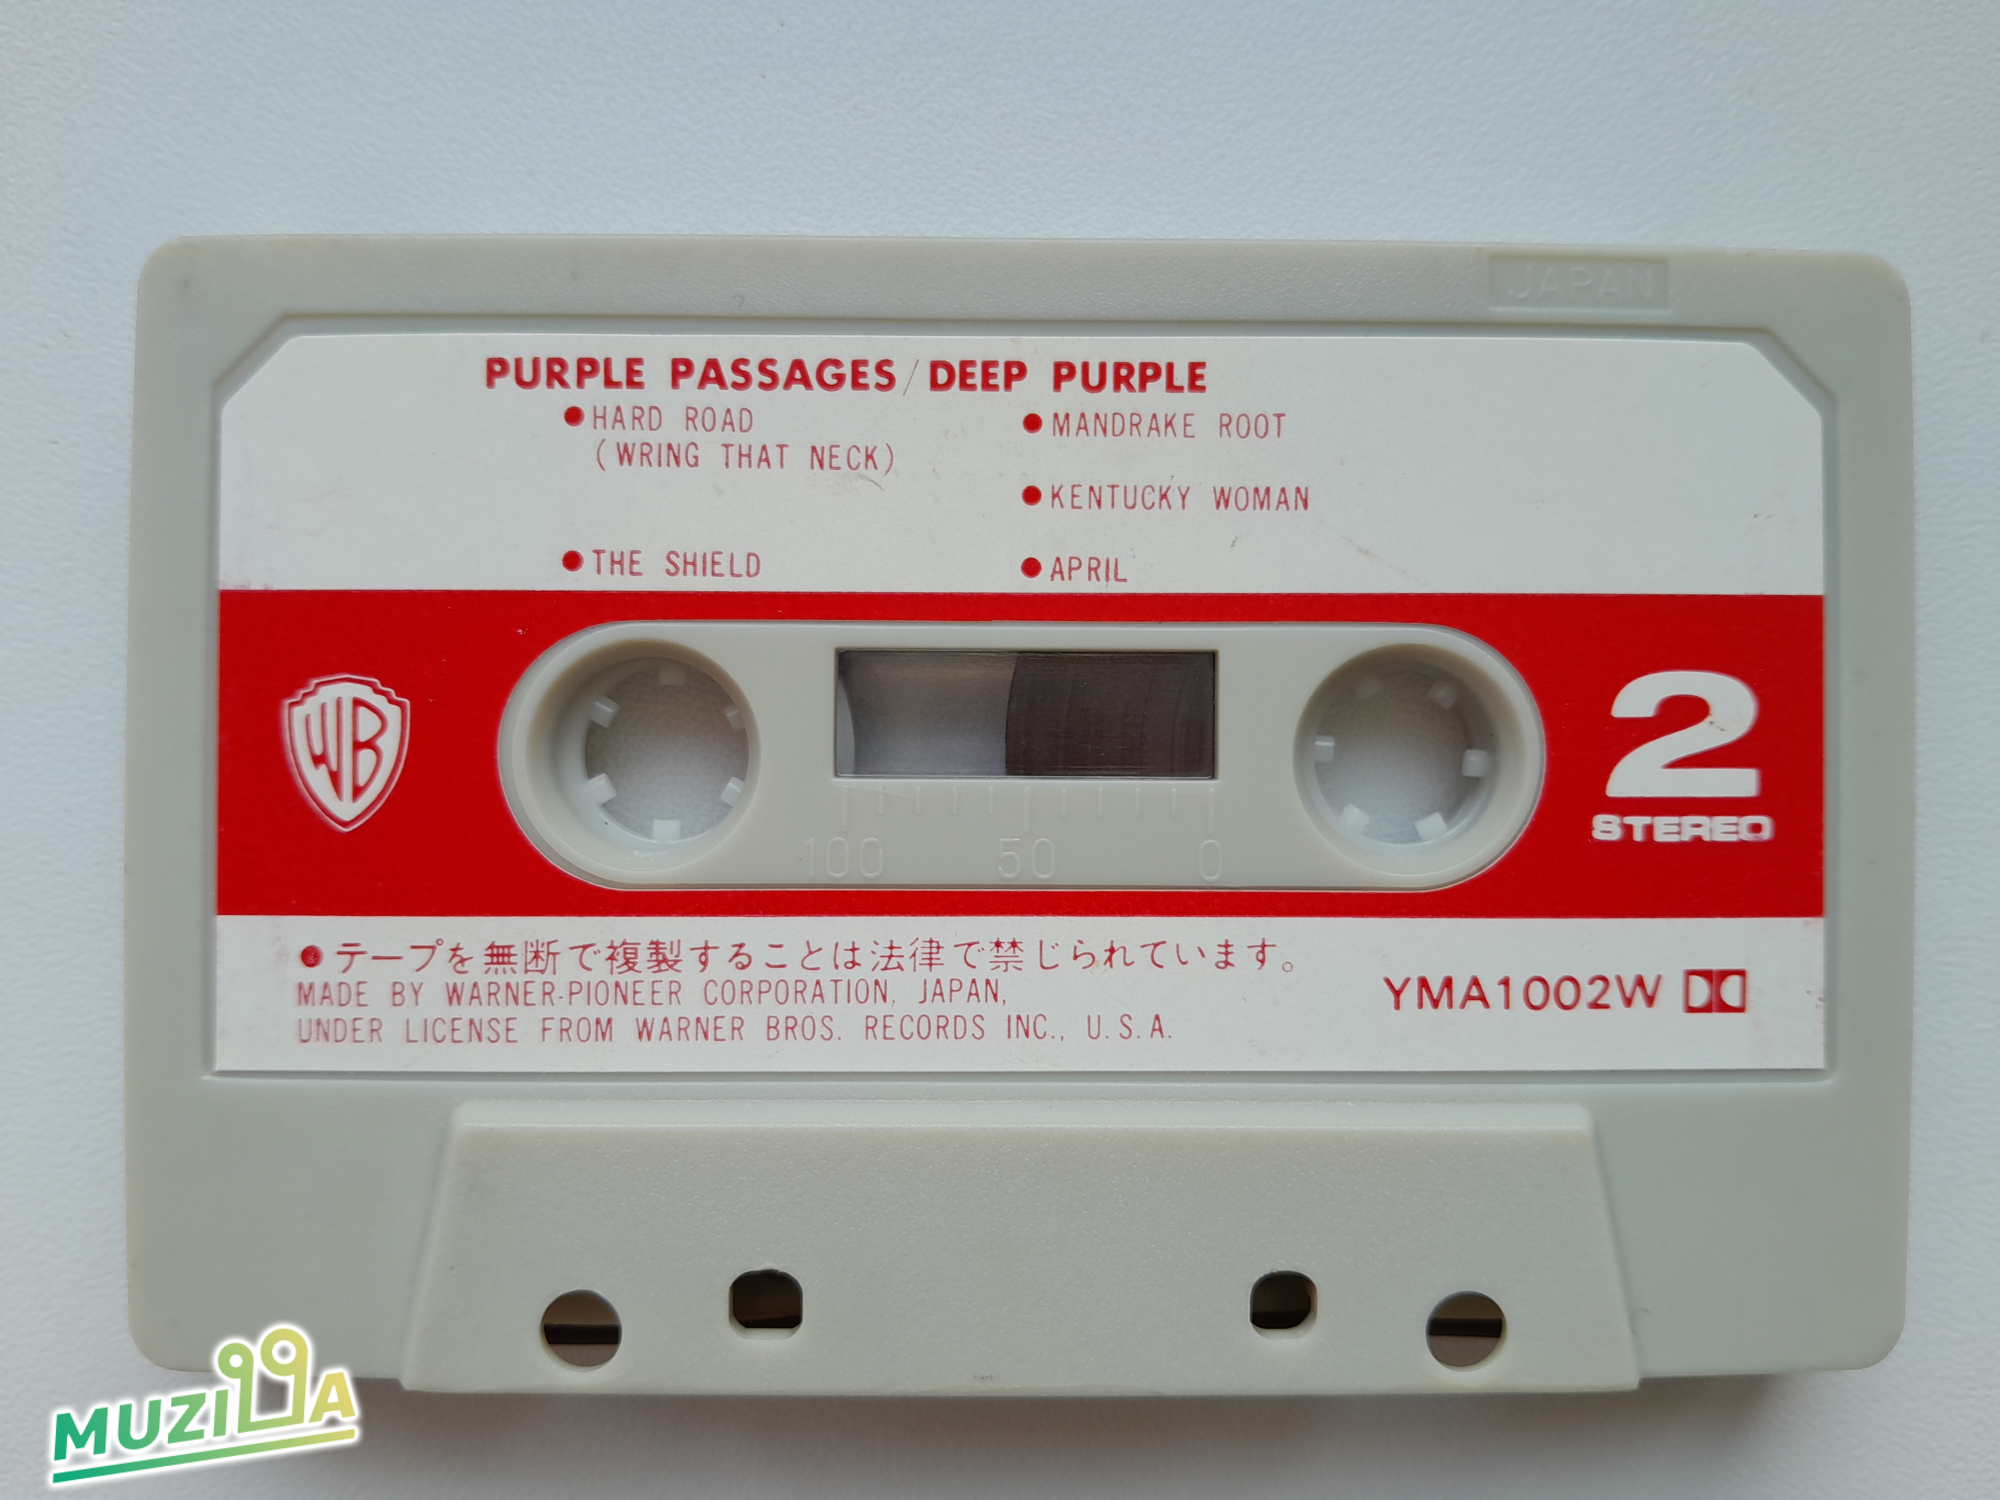 JAPAN
PURPLE PASSAGES/DEEP PURPLE
●HARD ROAD
(WRING THAT NECK)
●THE SHIELD
●MANDRAKE ROOT
●KENTUCKY WOMAN
●APRIL
WB
2
STEREO
100 50 0
●テープを無断で複製することは法律で禁じられています。
MADE BY WARNER-PIONEER CORPORATION, JAPAN,
UNDER LICENSE FROM WARNER BROS. RECORDS INC., U.S.A.
YMA1002W
MUZILLA